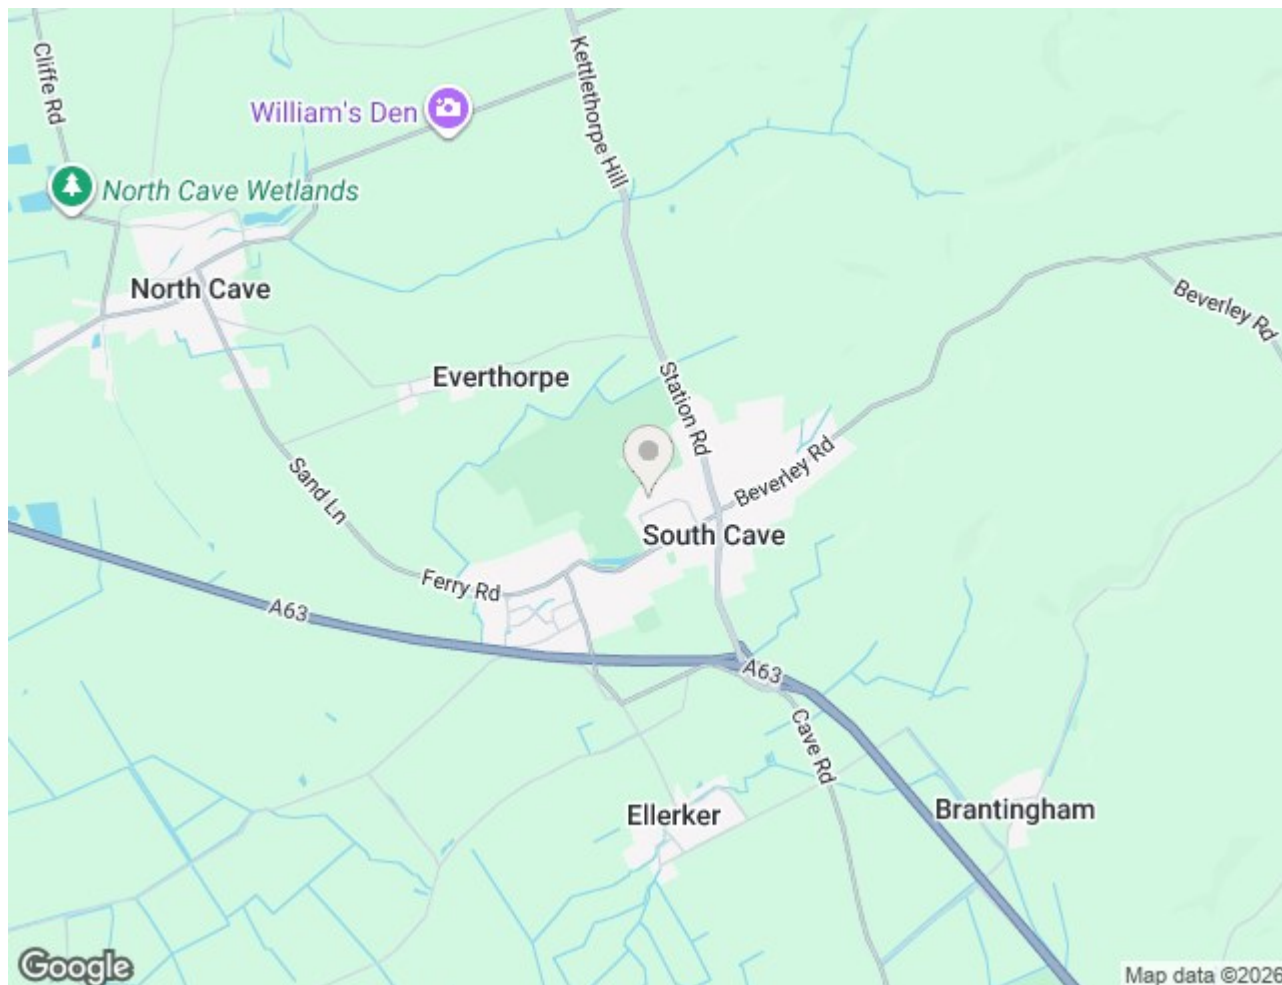 Cliffe Rd
Kettlethorpe Hill
William's Den
North Cave Wetlands
North Cave
Beverley Rd
Everthorpe
Station Rd
Beverley Rd
Sand Ln
South Cave
Ferry Rd
A63
A63
Cave Rd
Ellerker
Brantingham
Google
Map data ©2026